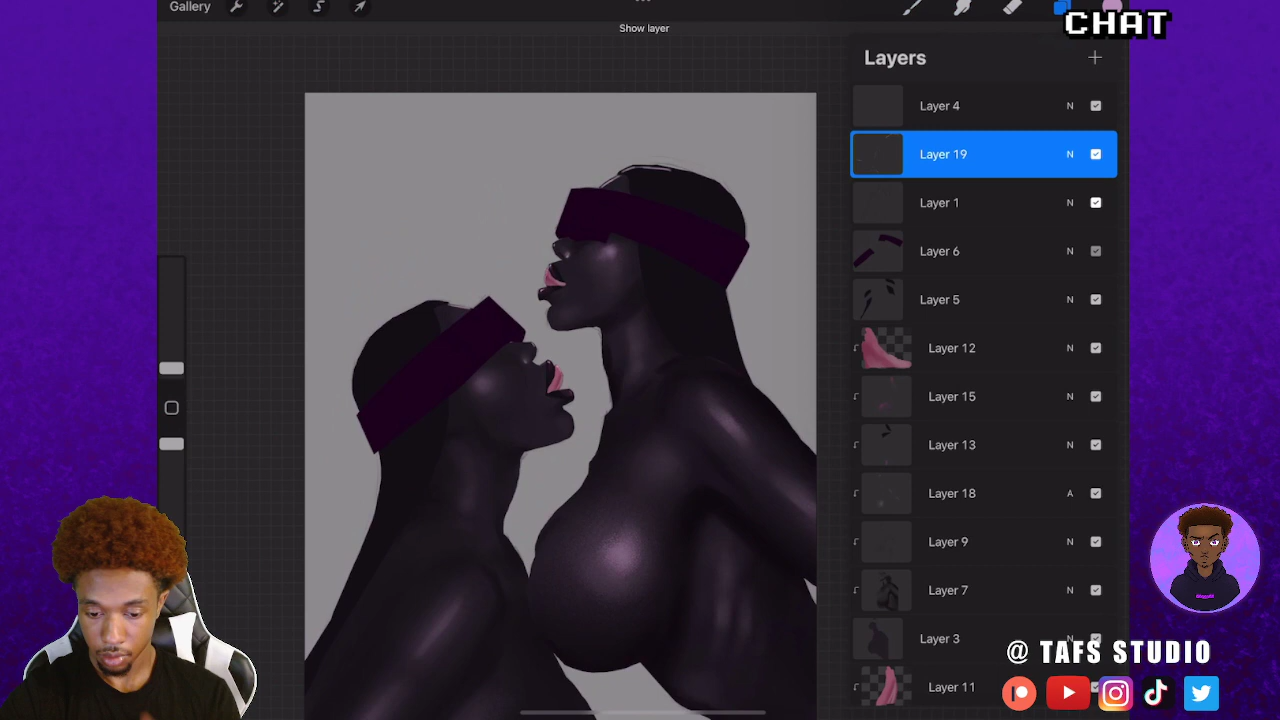 Gallery
Show layer
CHAT
Layers
Layer 4 N
Layer 19 N
Layer 1 N
Layer 6 N
Layer 5 N
Layer 12 N
Layer 15 N
Layer 13 N
Layer 18 A
Layer 9 N
Layer 7 N
Layer 3 N
@ TAFS STUDIO
Layer 11